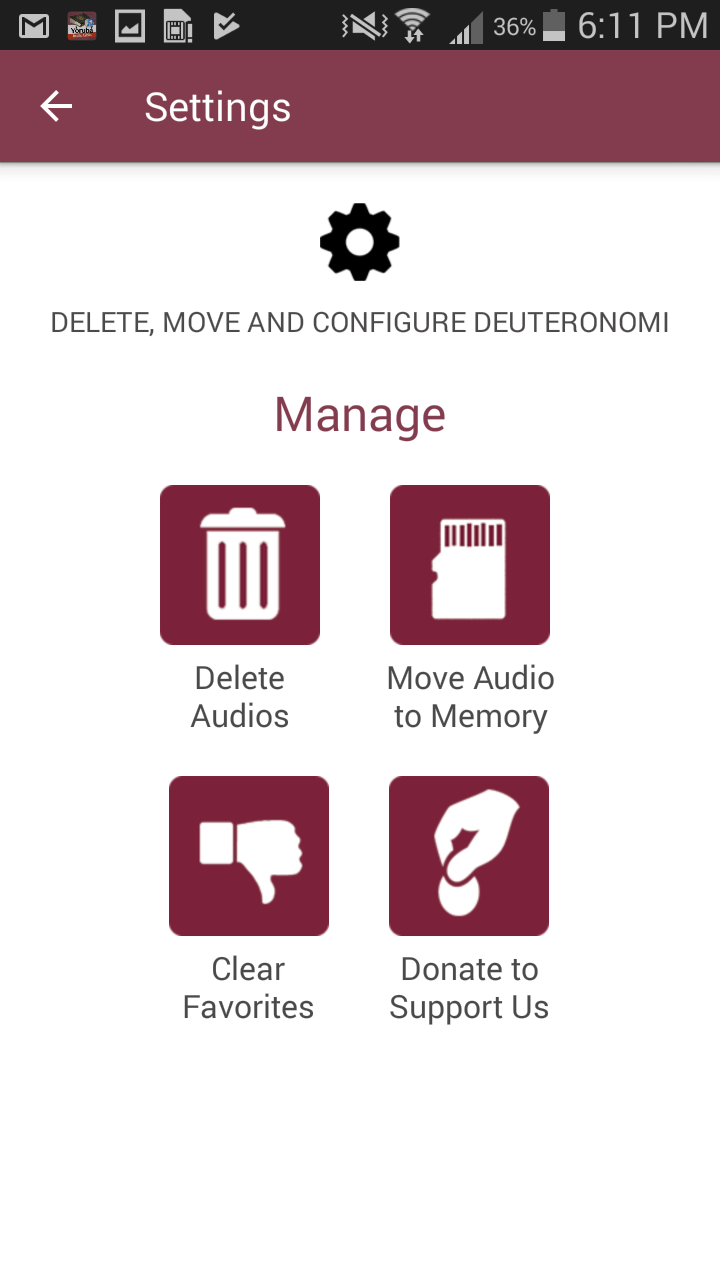 36% 6:11 PM
Settings
DELETE, MOVE AND CONFIGURE DEUTERONOMI
Manage
Delete Audios
Move Audio to Memory
Clear Favorites
Donate to Support Us